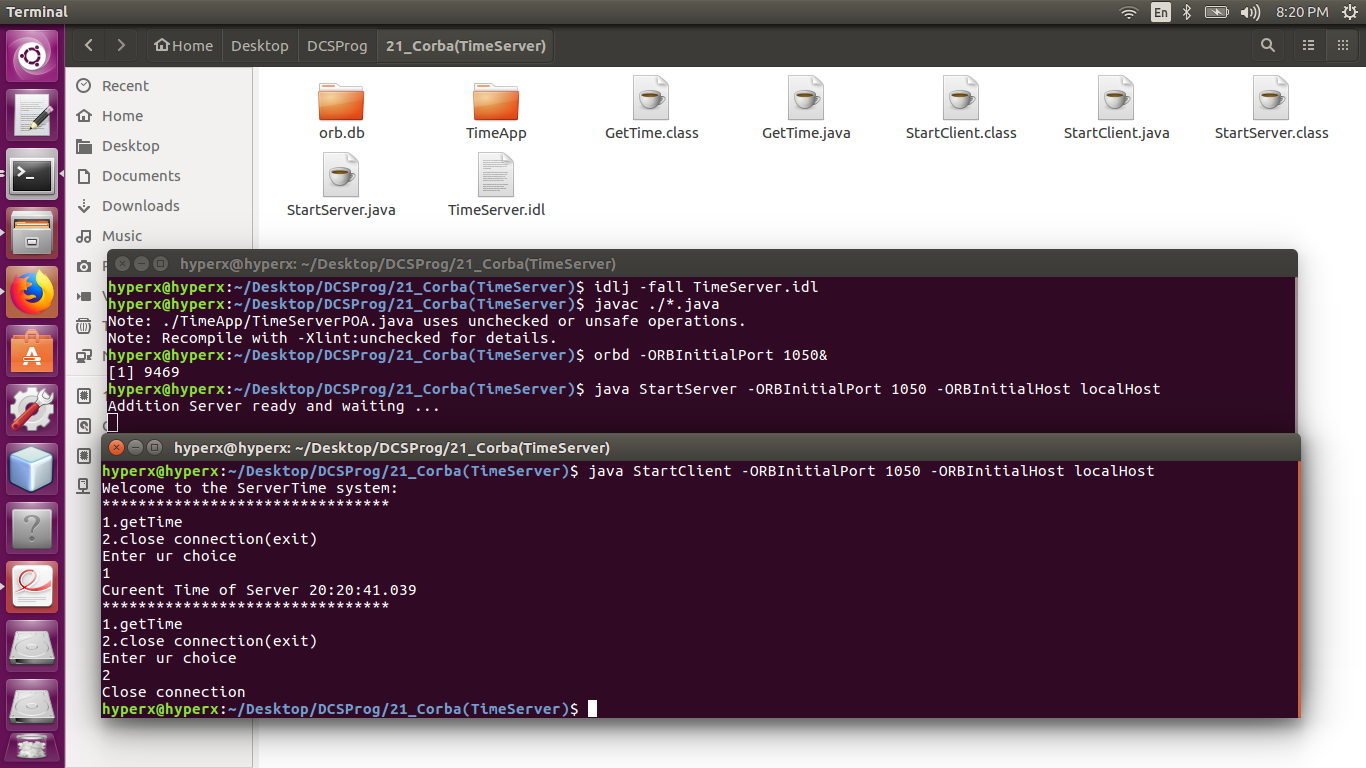 Terminal
En
8:20 PM
Home
Desktop
DCSProg
21_Corba(TimeServer)
Recent
Home
Desktop
Documents
Downloads
Music
orb.db
TimeApp
GetTime.class
GetTime.java
StartClient.class
StartClient.java
StartServer.class
StartServer.java
TimeServer.idl
hyperx@hyperx: ~/Desktop/DCSProg/21_Corba(TimeServer)
hyperx@hyperx:~/Desktop/DCSProg/21_Corba(TimeServer)$ idlj -fall TimeServer.idl
hyperx@hyperx:~/Desktop/DCSProg/21_Corba(TimeServer)$ javac ./*.java
Note: ./TimeApp/TimeServerPOA.java uses unchecked or unsafe operations.
Note: Recompile with -Xlint:unchecked for details.
hyperx@hyperx:~/Desktop/DCSProg/21_Corba(TimeServer)$ orbd -ORBInitialPort 1050&
[1] 9469
hyperx@hyperx:~/Desktop/DCSProg/21_Corba(TimeServer)$ java StartServer -ORBInitialPort 1050 -ORBInitialHost localHost
Addition Server ready and waiting ...
hyperx@hyperx: ~/Desktop/DCSProg/21_Corba(TimeServer)
hyperx@hyperx:~/Desktop/DCSProg/21_Corba(TimeServer)$ java StartClient -ORBInitialPort 1050 -ORBInitialHost localHost
Welcome to the ServerTime system:
********************************
1.getTime
2.close connection(exit)
Enter ur choice
1
Cureent Time of Server 20:20:41.039
********************************
1.getTime
2.close connection(exit)
Enter ur choice
2
Close connection
hyperx@hyperx:~/Desktop/DCSProg/21_Corba(TimeServer)$